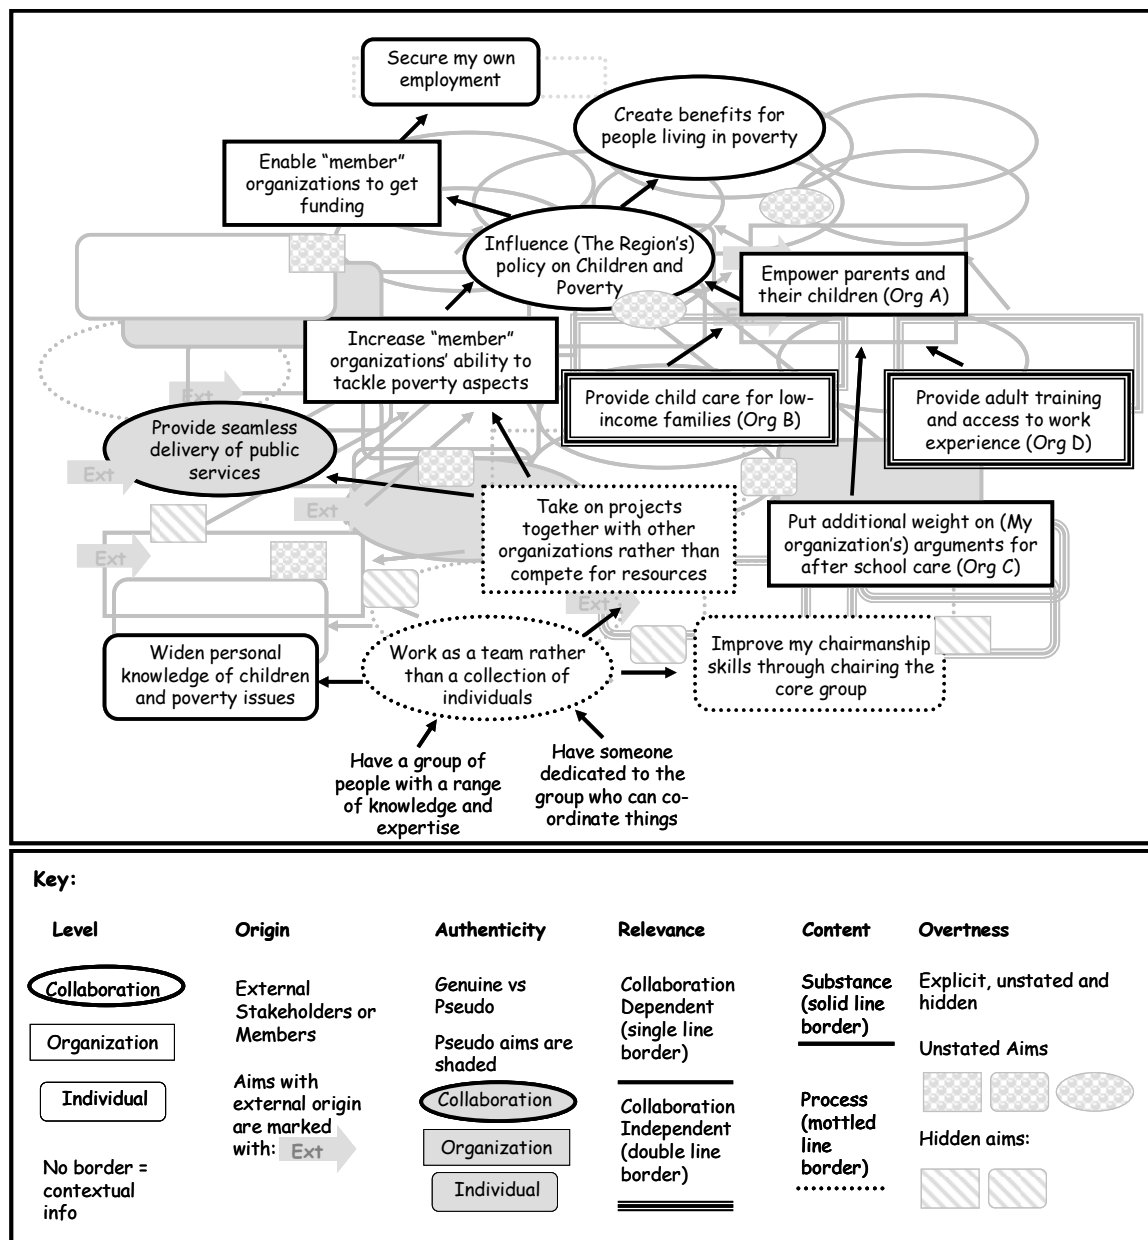 Secure my own
employment
Create benefits for
people living in poverty
Enable “member”
organizations to get
funding
Influence (The Region’s)
policy on Children and
Poverty
Empower parents and
their children (Org A)
Increase “member”
organizations’ ability to
tackle poverty aspects
Ext
Provide child care for low-
income families (Org B)
Provide adult training
and access to work
experience (Org D)
Provide seamless
delivery of public
services
Ext
Ext
Take on projects
together with other
organizations rather than
compete for resources
Put additional weight on (My
organization’s) arguments for
after school care (Org C)
Ext
Ext
Widen personal
knowledge of children
and poverty issues
Work as a team rather
than a collection of
individuals
Improve my chairmanship
skills through chairing the
core group
Have a group of
people with a range
of knowledge and
expertise
Have someone
dedicated to the
group who can co-
ordinate things
Key:
Level
Collaboration
Organization
Individual
No border =
contextual
info
Origin
External
Stakeholders or
Members
Aims with
external origin
are marked
with: Ext
Authenticity
Genuine vs
Pseudo
Pseudo aims are
shaded
Collaboration
Organization
Individual
Relevance
Collaboration
Dependent
(single line
border)
Collaboration
Independent
(double line
border)
Content
Substance
(solid line
border)
Process
(mottled
line
border)
Overtness
Explicit, unstated and
hidden
Unstated Aims
Hidden aims: